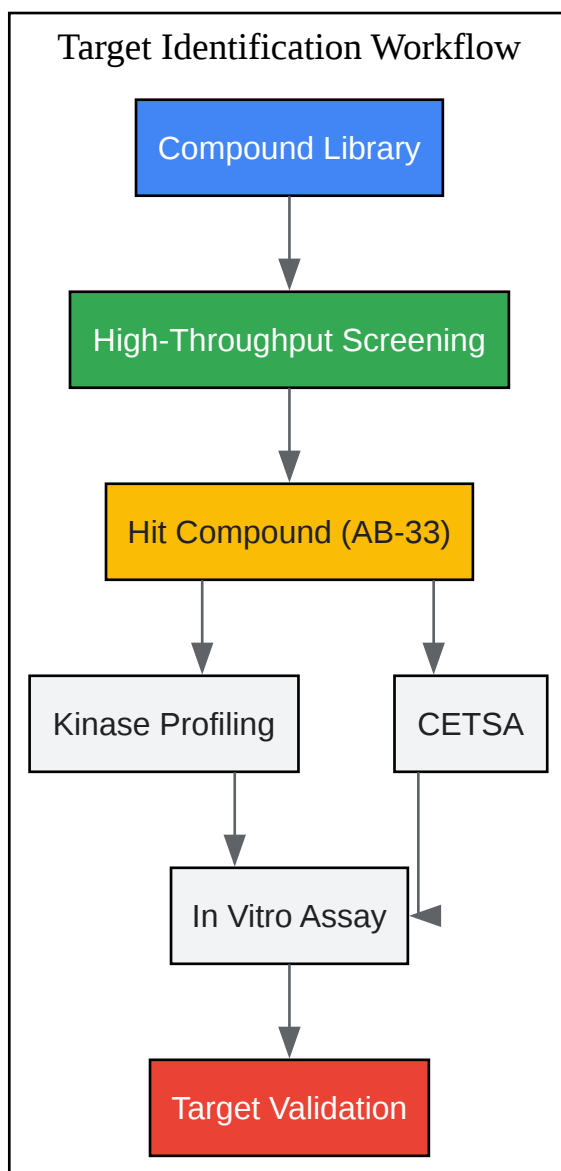 Target Identification Workflow
Compound Library
High-Throughput Screening
Hit Compound (AB-33)
Kinase Profiling
CETSA
In Vitro Assay
Target Validation